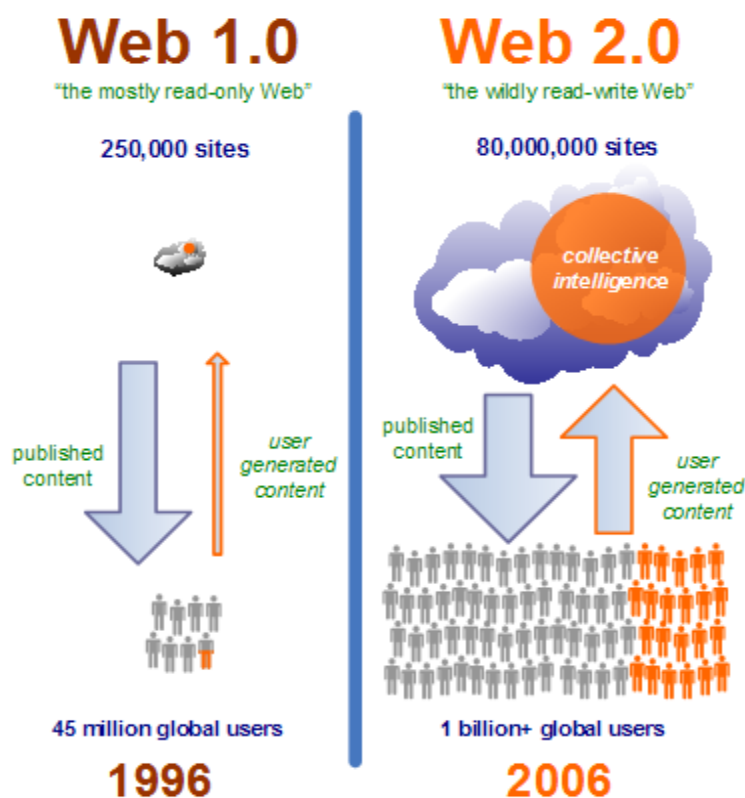 Web 1.0
“the mostly read-only Web”
250,000 sites
published
content
user
generated
content
45 million global users
1996
Web 2.0
“the wildly read-write Web”
80,000,000 sites
collective
intelligence
published
content
user
generated
content
1 billion+ global users
2006